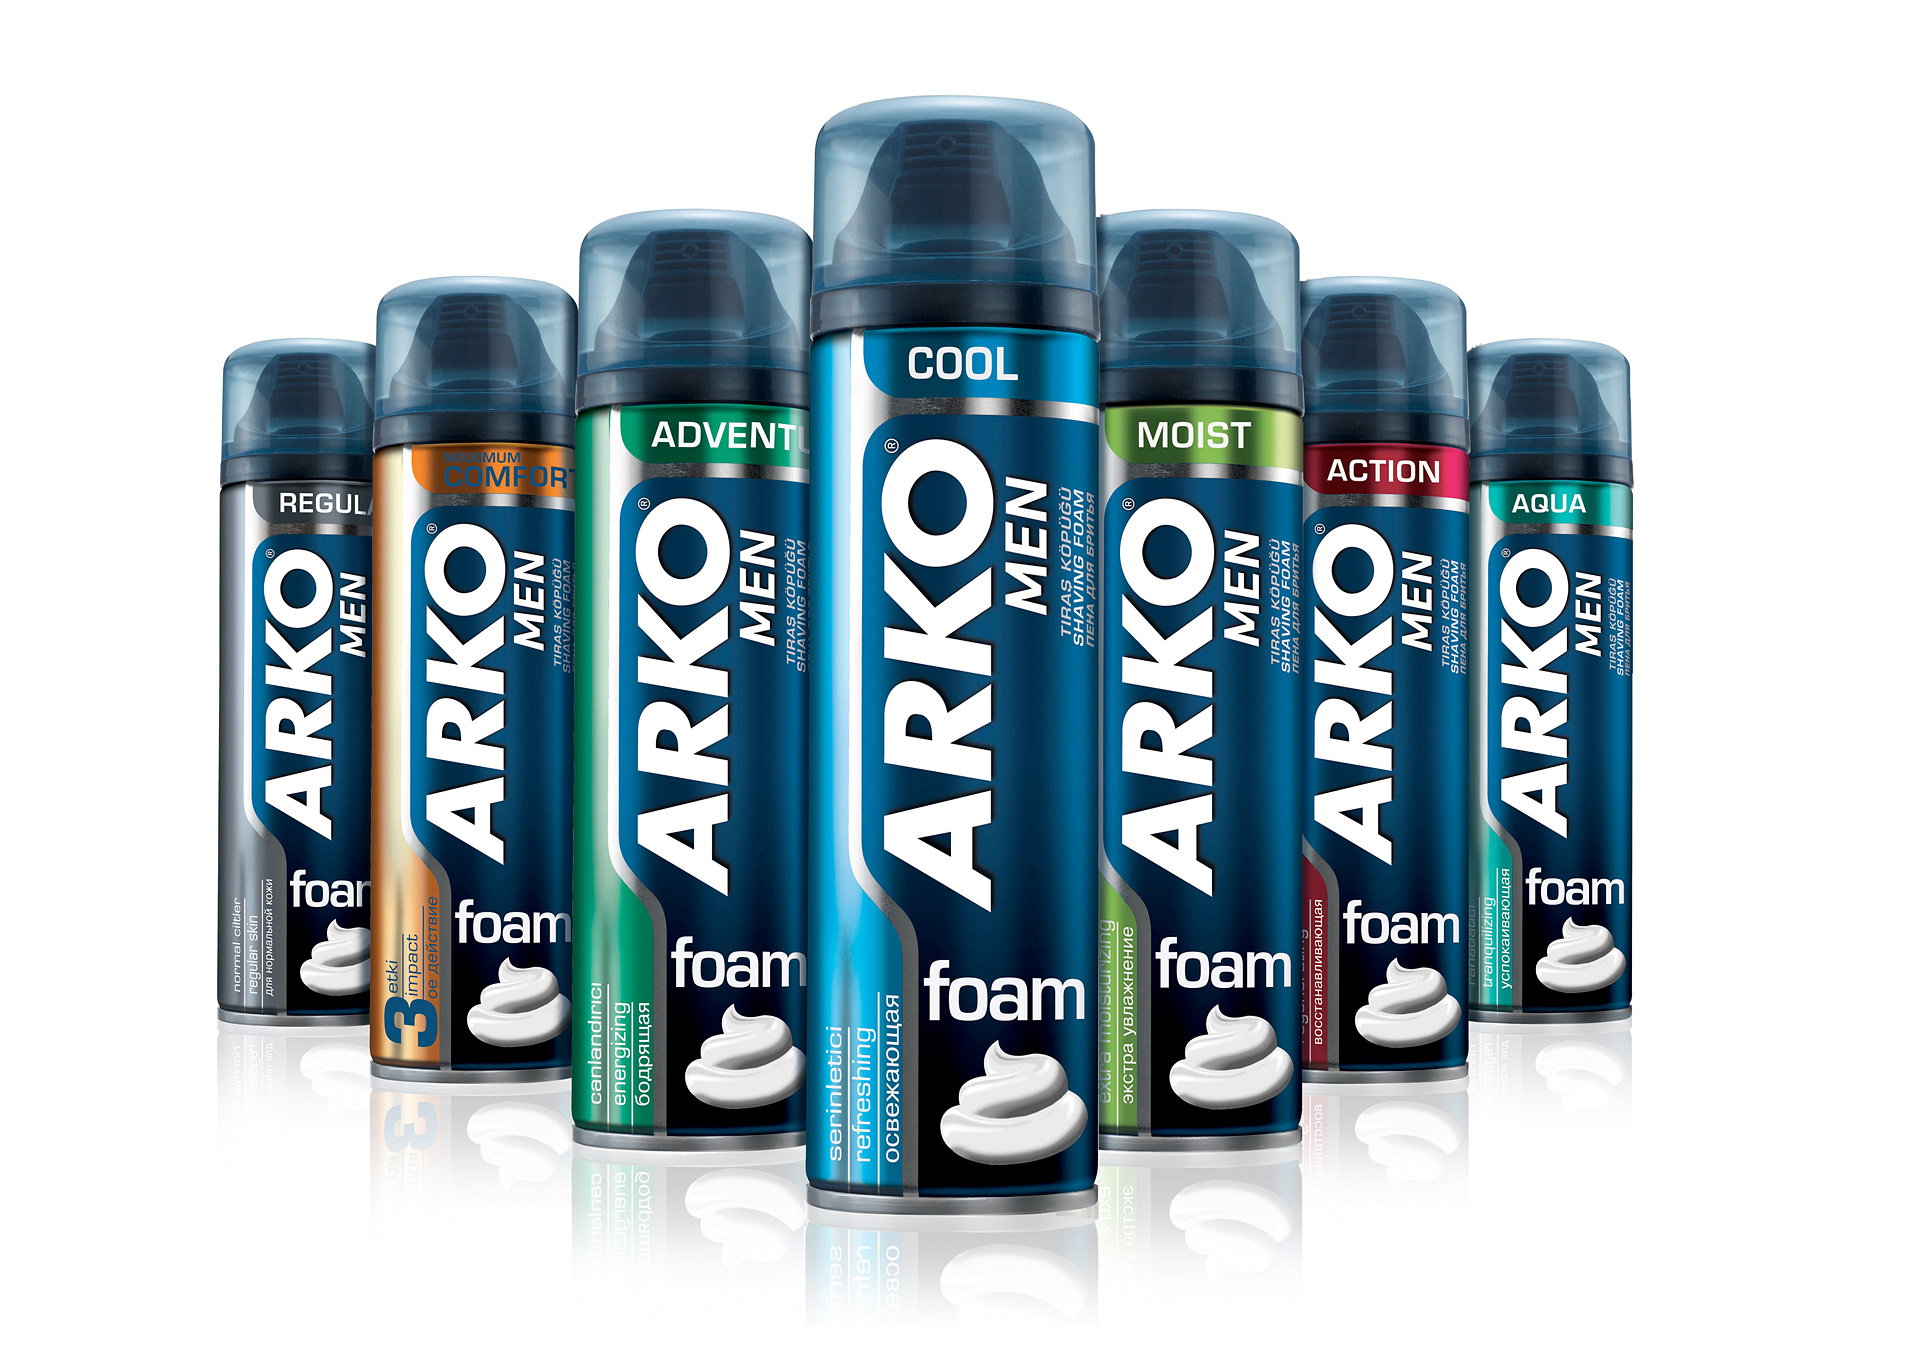 REGULA
ARKO®
MEN
foam
normal ciltler
regular skin
для нормальной кожи
MAXIMUM
COMFORT
ARKO®
MEN
TIRAŞ KÖPÜĞÜ
SHAVING FOAM
foam
3 etki
impact
ое действие
ADVENTU
ARKO®
MEN
TIRAŞ KÖPÜĞÜ
SHAVING FOAM
foam
canlandırıcı
energizing
бодрящая
COOL
ARKO®
MEN
TIRAŞ KÖPÜĞÜ
SHAVING FOAM
ПЕНА ДЛЯ БРИТЬЯ
foam
serinletici
refreshing
освежающая
MOIST
ARKO®
MEN
TIRAŞ KÖPÜĞÜ
SHAVING FOAM
ПЕНА ДЛЯ БРИТЬЯ
foam
extra moisturizing
экстра увлажнение
ACTION
ARKO®
MEN
TIRAŞ KÖPÜĞÜ
SHAVING FOAM
ПЕНА ДЛЯ БРИТЬЯ
foam
regenerating
восстанавливающая
AQUA
ARKO®
MEN
TIRAŞ KÖPÜĞÜ
SHAVING FOAM
ПЕНА ДЛЯ БРИТЬЯ
foam
rahatlatıcı
tranquilizing
успокаивающая